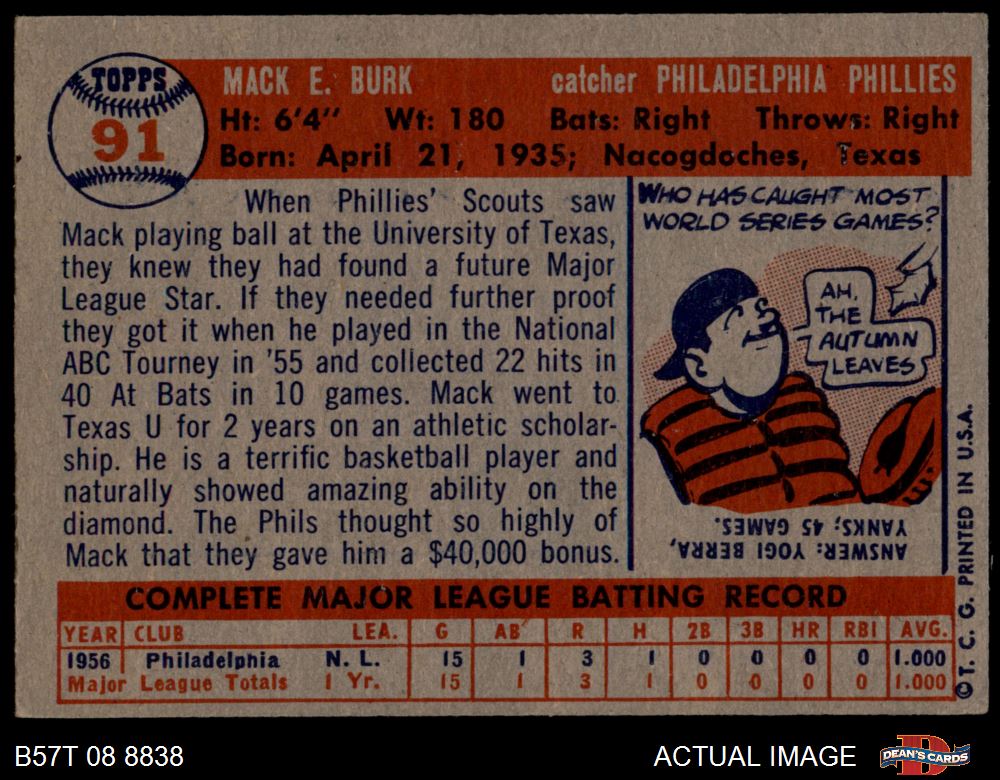 TOPPS
91
MACK E. BURK catcher PHILADELPHIA PHILLIES
Ht: 6'4" Wt: 180 Bats: Right Throws: Right
Born: April 21, 1935; Nacogdoches, Texas
When Phillies' Scouts saw
Mack playing ball at the University of Texas,
they knew they had found a future Major
League Star. If they needed further proof
they got it when he played in the National
ABC Tourney in '55 and collected 22 hits in
40 At Bats in 10 games. Mack went to
Texas U for 2 years on an athletic scholar-
ship. He is a terrific basketball player and
naturally showed amazing ability on the
diamond. The Phils thought so highly of
Mack that they gave him a $40,000 bonus.
WHO HAS CAUGHT MOST
WORLD SERIES GAMES?
AH,
THE
AUTUMN
LEAVES
ANSWER: YOGI BERRA,
YANKS; 45 GAMES.
COMPLETE MAJOR LEAGUE BATTING RECORD
YEAR CLUB LEA. G AB R H 2B 3B HR RBI AVG.
1956 Philadelphia N. L. 15 1 3 1 0 0 0 0 1.000
Major League Totals 1 Yr. 15 1 3 1 0 0 0 0 1.000
© T. C. G. PRINTED IN U.S.A.
B57T 08 8838 ACTUAL IMAGE
DEAN'S CARDS